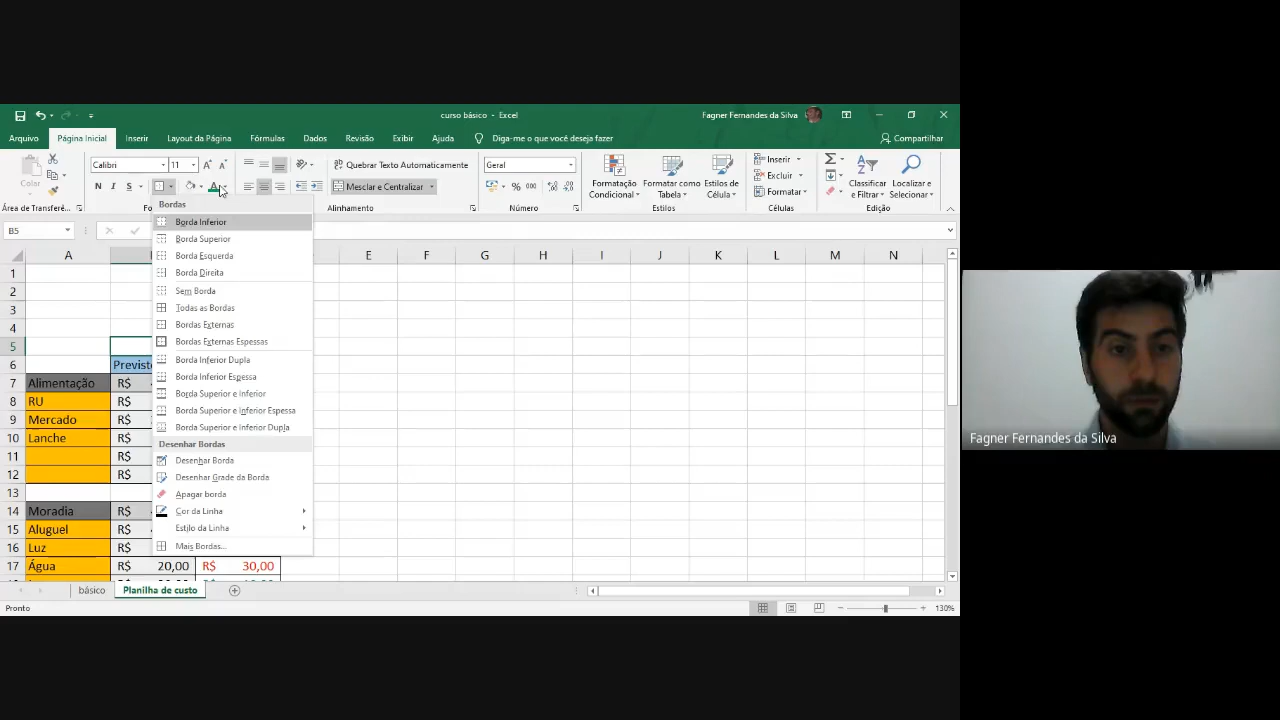 curso básico - Excel
Fagner Fernandes da Silva
Arquivo
Página Inicial
Inserir
Layout da Página
Fórmulas
Dados
Revisão
Exibir
Ajuda
Diga-me o que você deseja fazer
Compartilhar
Colar
Calibri
11
N I S
Quebrar Texto Automaticamente
Mesclar e Centralizar
Geral
% 000
Formatação Condicional
Formatar como Tabela
Estilos de Célula
Inserir
Excluir
Formatar
Classificar e Filtrar
Localizar e Selecionar
Área de Transferê...
Fo
Alinhamento
Número
Estilos
Células
Edição
B5
Bordas
Borda Inferior
Borda Superior
Borda Esquerda
Borda Direita
Sem Borda
Todas as Bordas
Bordas Externas
Bordas Externas Espessas
Borda Inferior Dupla
Borda Inferior Espessa
Borda Superior e Inferior
Borda Superior e Inferior Espessa
Borda Superior e Inferior Dupla
Desenhar Bordas
Desenhar Borda
Desenhar Grade da Borda
Apagar borda
Cor da Linha
Estilo da Linha
Mais Bordas...
A E F G H I J K L M N
1
2
3
4
5
6 Previsto
7 Alimentação R$
8 RU R$
9 Mercado R$
10 Lanche R$
11 R$
12 R$
13
14 Moradia R$
15 Aluguel R$
16 Luz R$
17 Água R$ 20,00 R$ 30,00
básico
Planilha de custo
Pronto
130%
Fagner Fernandes da Silva